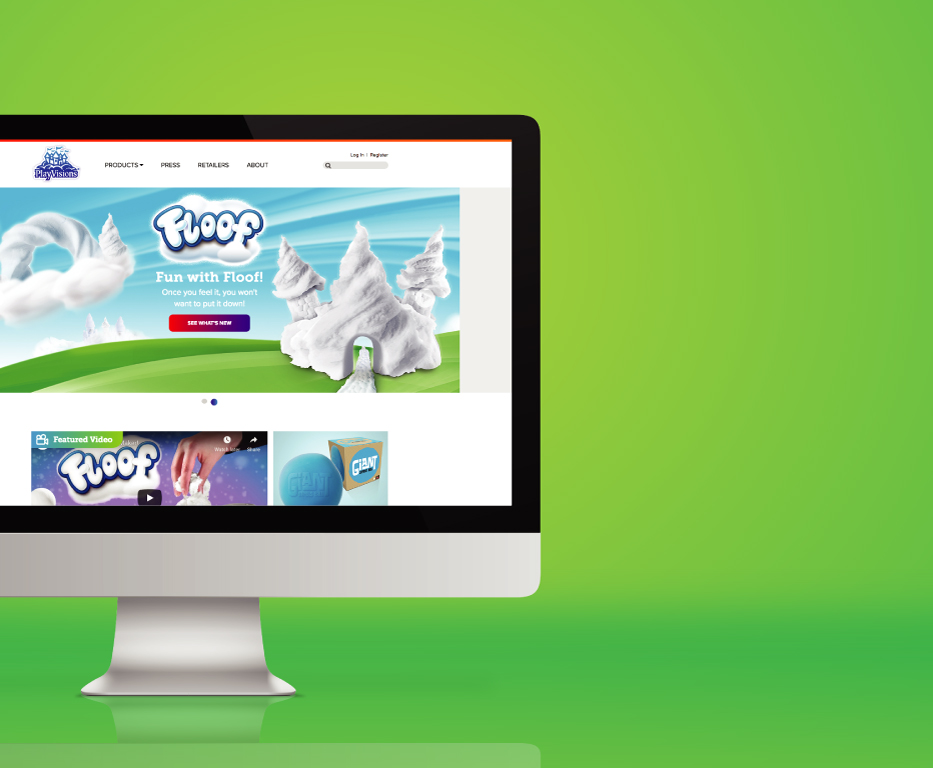 Log In | Register
PlayVisions
PRODUCTS
PRESS
RETAILERS
ABOUT
FLOOF
Fun with Floof!
Once you feel it, you won't
want to put it down!
SEE WHAT'S NEW
Featured Video
Watch later
Share
FLOOF
GIANT
GIANT